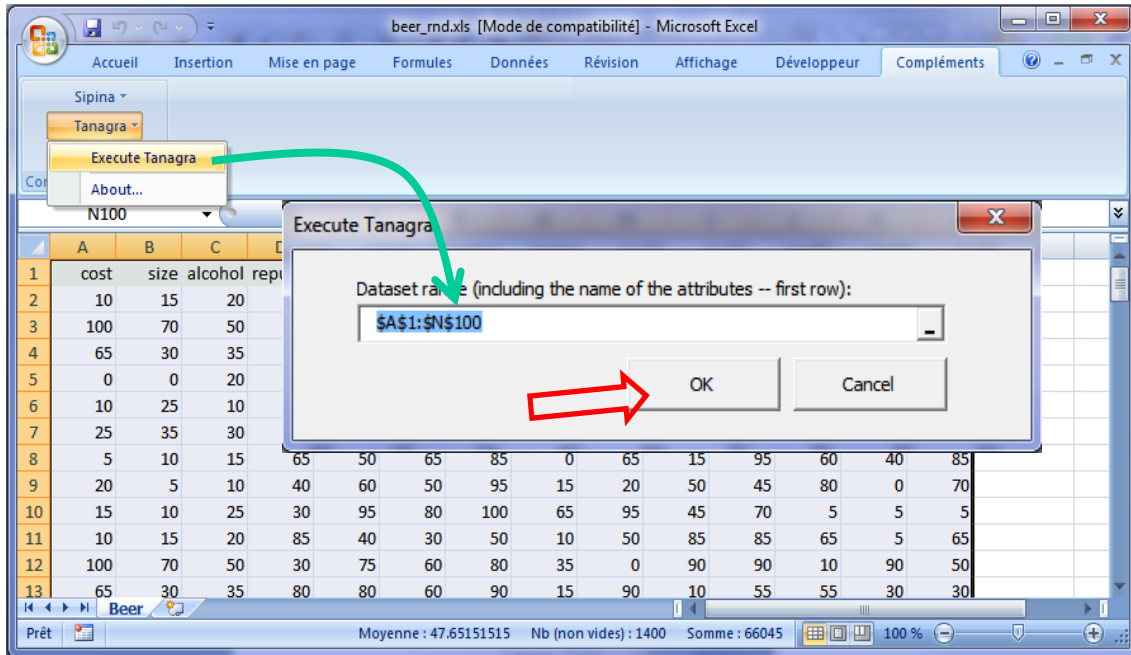 beer_rnd.xls [Mode de compatibilité] - Microsoft Excel
Accueil Insertion Mise en page Formules Données Révision Affichage Développeur Compléments
Sipina
Tanagra
Execute Tanagra
About...
N100
Execute Tanagra
Dataset range (including the name of the attributes -- first row):
$A$1:$N$100
OK Cancel
A B C
1 cost size alcohol
2 10 15 20
3 100 70 50
4 65 30 35
5 0 0 20
6 10 25 10
7 25 35 30
8 5 10 15 65 50 65 85 0 65 15 95 60 40 85
9 20 5 10 40 60 50 95 15 20 50 45 80 0 70
10 15 10 25 30 95 80 100 65 95 45 70 5 5 5
11 10 15 20 85 40 30 50 10 50 85 85 65 5 65
12 100 70 50 30 75 60 80 35 0 90 90 10 90 50
13 65 30 35 80 80 60 90 15 90 10 55 55 30 30
Beer
Prêt Moyenne : 47.65151515 Nb (non vides) : 1400 Somme : 66045 100 %